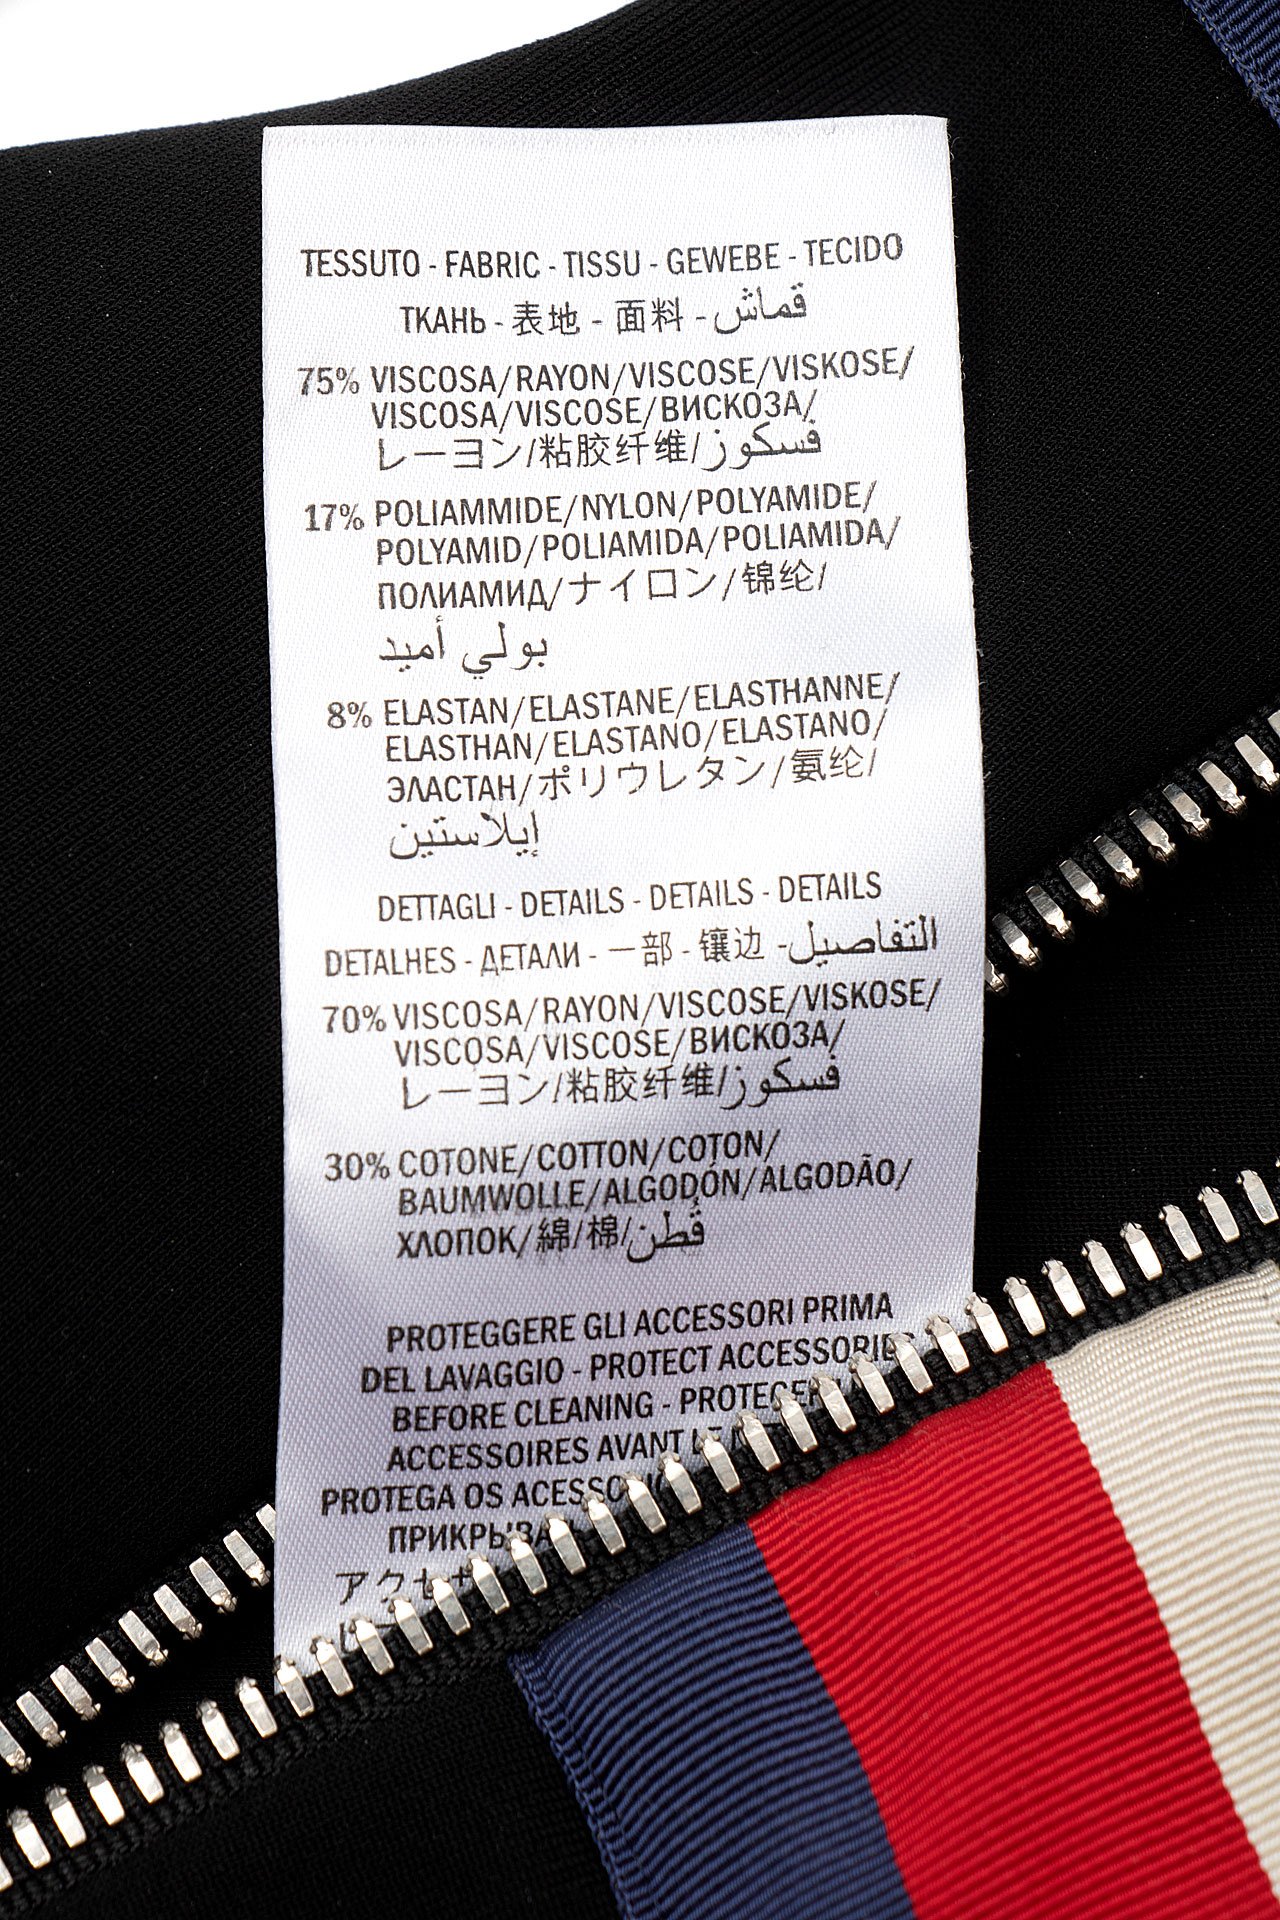 TESSUTO - FABRIC - TISSU - GEWEBE - TECIDO
ТКАНЬ - 表地 - 面料 - قماش
75% VISCOSA/RAYON/VISCOSE/VISKOSE/
VISCOSA/VISCOSE/ВИСКОЗА/
レーヨン/粘胶纤维/فسكوز
17% POLIAMMIDE/NYLON/POLYAMIDE/
POLYAMID/POLIAMIDA/POLIAMIDA/
ПОЛИАМИД/ナイロン/锦纶/
بولي أميد
8% ELASTAN/ELASTANE/ELASTHANNE/
ELASTHAN/ELASTANO/ELASTANO/
ЭЛАСТАН/ポリウレタン/氨纶/
إيلاستين
DETTAGLI - DETAILS - DETAILS - DETAILS
DETALHES - ДЕТАЛИ - 一部 - 镶边 - التفاصيل
70% VISCOSA/RAYON/VISCOSE/VISKOSE/
VISCOSA/VISCOSE/ВИСКОЗА/
レーヨン/粘胶纤维/فسكوز
30% COTONE/COTTON/COTON/
BAUMWOLLE/ALGODÓN/ALGODÃO/
ХЛОПОК/綿/棉/قطن
PROTEGGERE GLI ACCESSORI PRIMA
DEL LAVAGGIO - PROTECT ACCESSORIES
BEFORE CLEANING - PROTEGER
ACCESSOIRES AVANT
PROTEGA OS